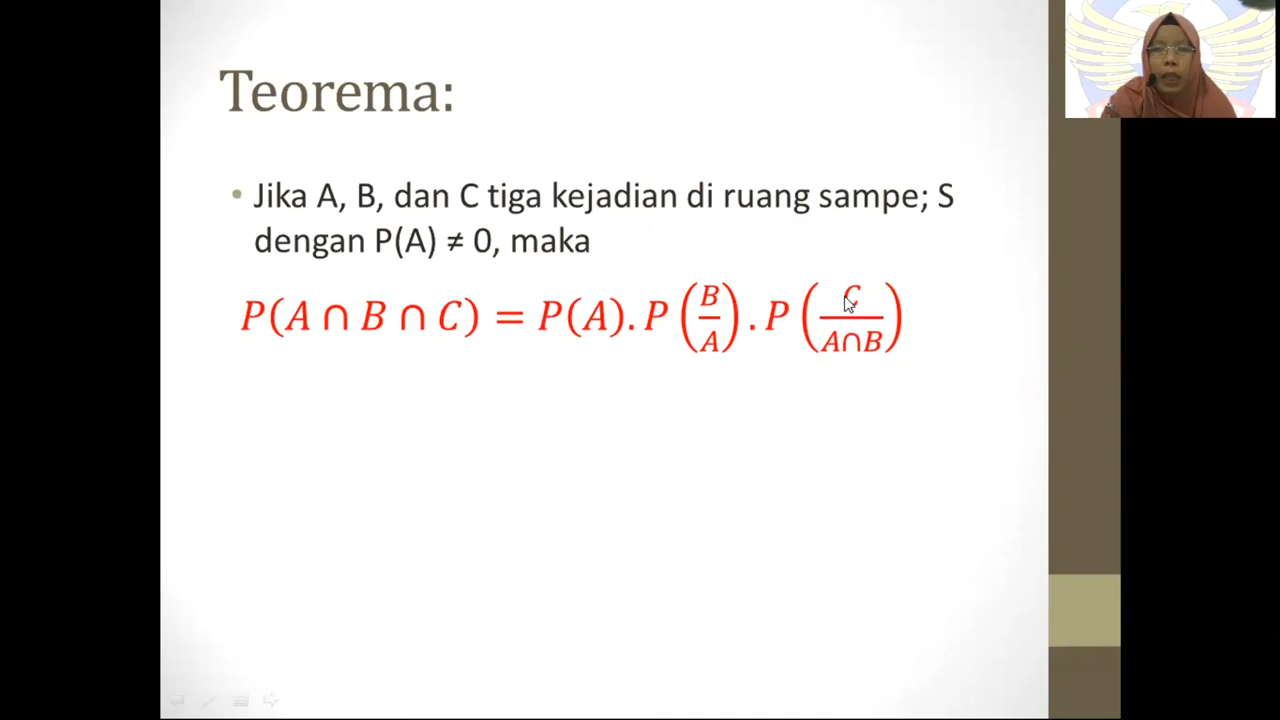 Teorema:
• Jika A, B, dan C tiga kejadian di ruang sampe; S
dengan P(A) ≠ 0, maka
P(A ∩ B ∩ C) = P(A). P(B/A) . P(C/A∩B)